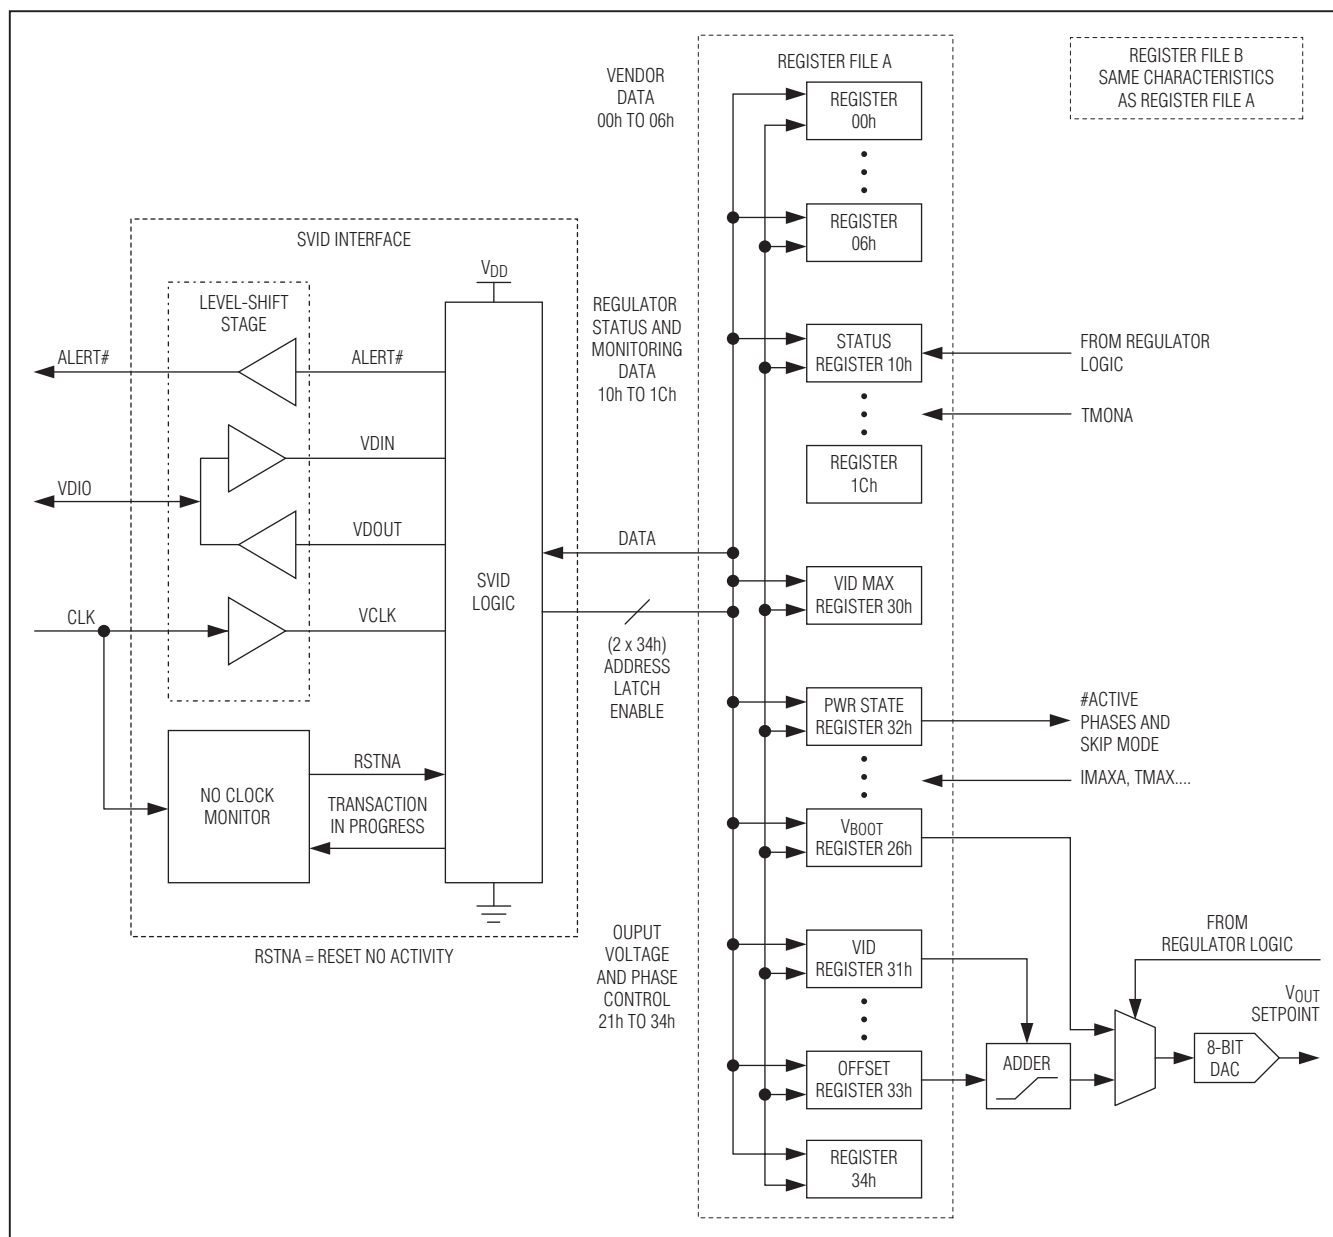 REGISTER FILE A
REGISTER FILE B
SAME CHARACTERISTICS
AS REGISTER FILE A
VENDOR
DATA
00h TO 06h
REGISTER
00h
REGISTER
06h
SVID INTERFACE
LEVEL-SHIFT
STAGE
VDD
ALERT#
ALERT#
VDIN
VDIO
VDOUT
CLK
VCLK
SVID
LOGIC
NO CLOCK
MONITOR
RSTNA
TRANSACTION
IN PROGRESS
RSTNA = RESET NO ACTIVITY
REGULATOR
STATUS AND
MONITORING
DATA
10h TO 1Ch
STATUS
REGISTER 10h
FROM REGULATOR
LOGIC
TMONA
REGISTER
1Ch
DATA
(2 x 34h)
ADDRESS
LATCH
ENABLE
VID MAX
REGISTER 30h
PWR STATE
REGISTER 32h
#ACTIVE
PHASES AND
SKIP MODE
IMAXA, TMAX....
VBOOT
REGISTER 26h
OUPUT
VOLTAGE
AND PHASE
CONTROL
21h TO 34h
VID
REGISTER 31h
FROM
REGULATOR LOGIC
VOUT
SETPOINT
OFFSET
REGISTER 33h
ADDER
8-BIT
DAC
REGISTER
34h